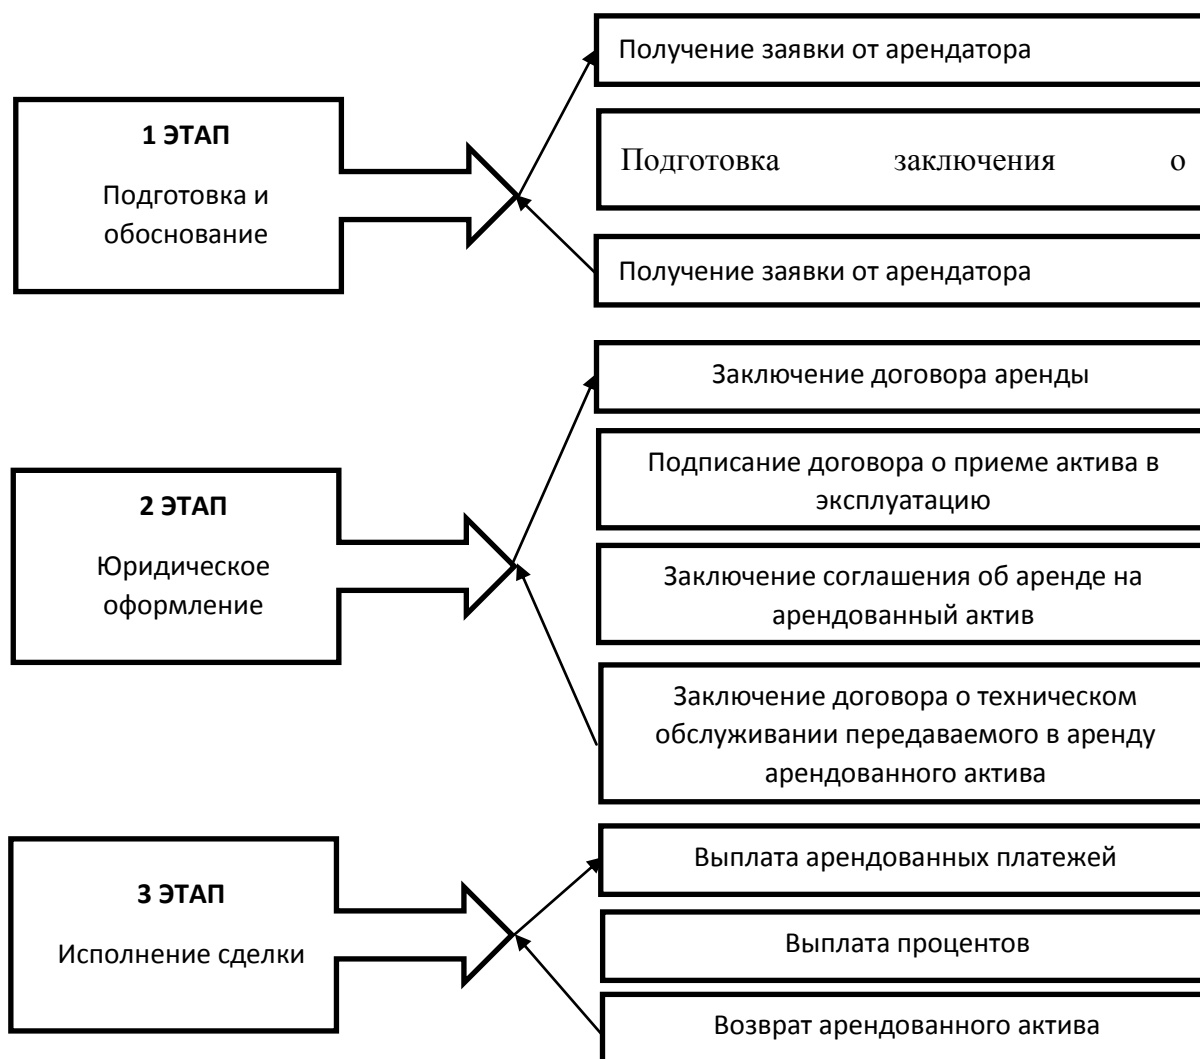 1 ЭТАП
Подготовка и
обоснование
Получение заявки от арендатора
Подготовка заключения о
Получение заявки от арендатора
2 ЭТАП
Юридическое
оформление
Заключение договора аренды
Подписание договора о приеме актива в
эксплуатацию
Заключение соглашения об аренде на
арендованный актив
Заключение договора о техническом
обслуживании передаваемого в аренду
арендованного актива
3 ЭТАП
Исполнение сделки
Выплата арендованных платежей
Выплата процентов
Возврат арендованного актива